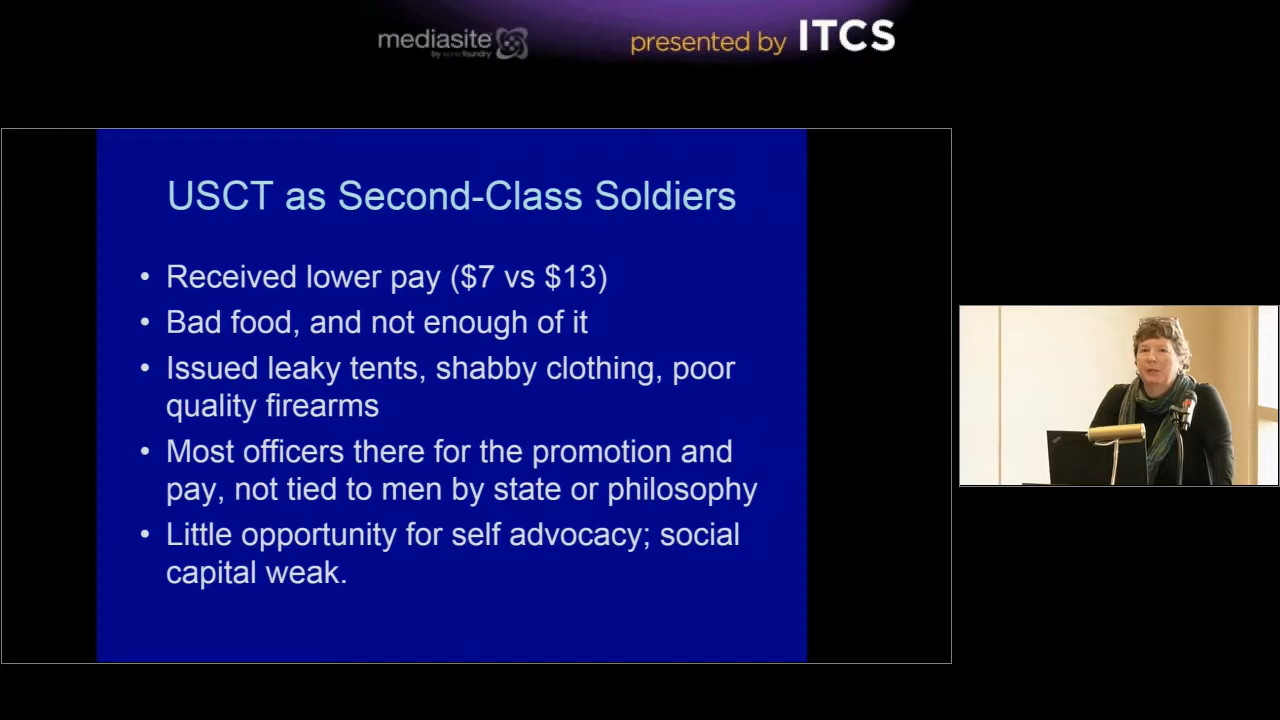 mediasite
by sonicfoundry
presented by ITCS
USCT as Second-Class Soldiers
• Received lower pay ($7 vs $13)
• Bad food, and not enough of it
• Issued leaky tents, shabby clothing, poor
quality firearms
• Most officers there for the promotion and
pay, not tied to men by state or philosophy
• Little opportunity for self advocacy; social
capital weak.